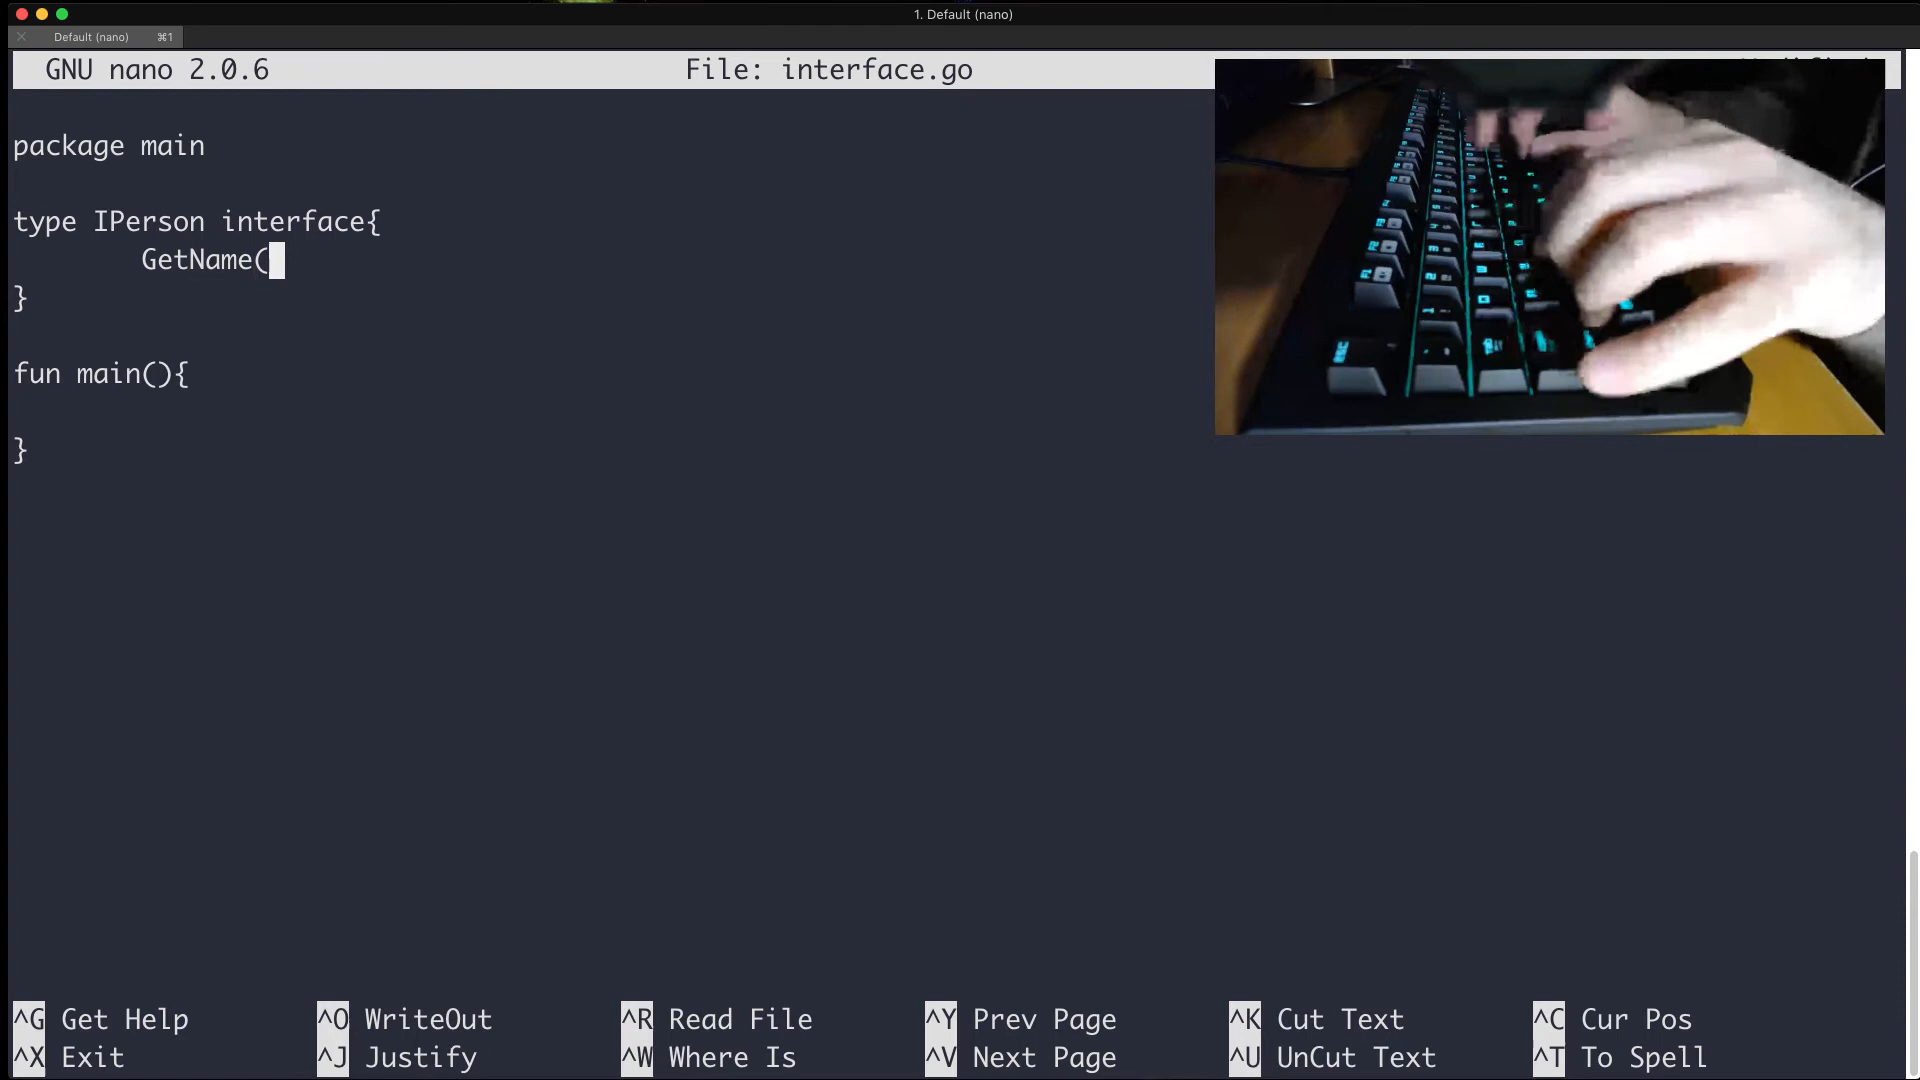 1. Default (nano)
Default (nano) ⌘1
GNU nano 2.0.6 File: interface.go
package main
type IPerson interface{
GetName(
}
fun main(){
}
^G Get Help ^O WriteOut ^R Read File ^Y Prev Page ^K Cut Text ^C Cur Pos
^X Exit ^J Justify ^W Where Is ^V Next Page ^U UnCut Text ^T To Spell